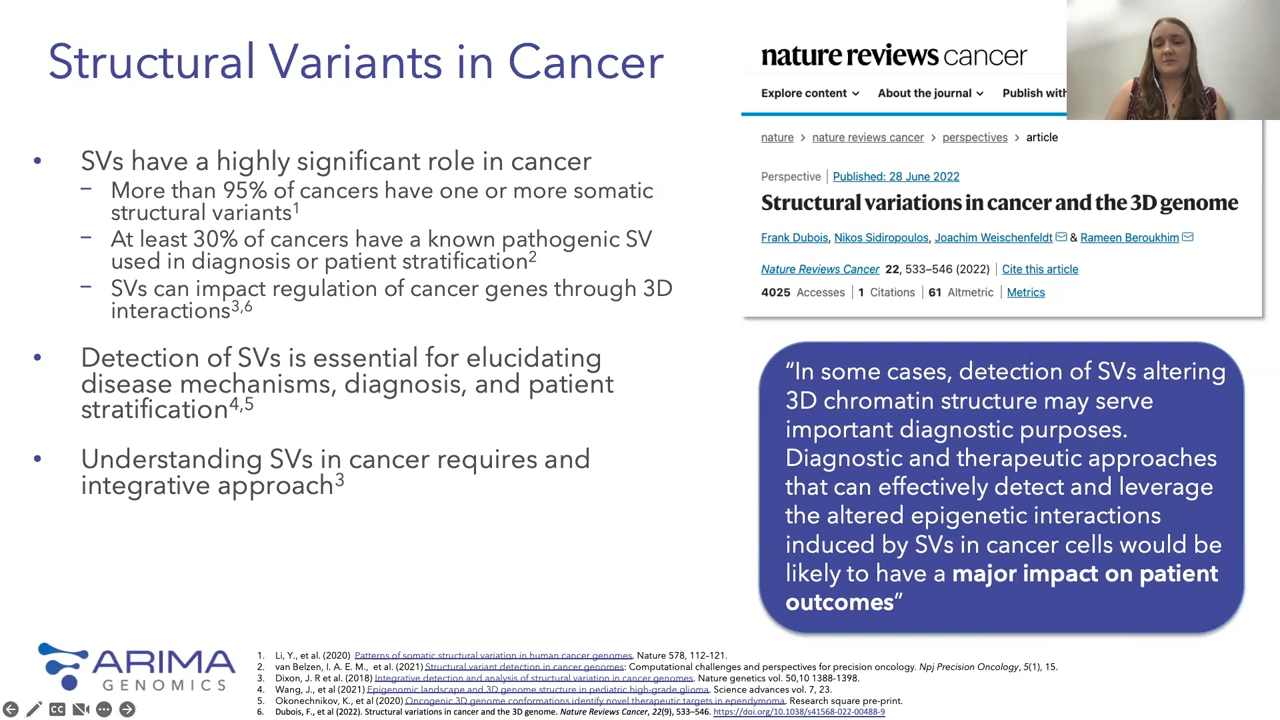 Structural Variants in Cancer
• SVs have a highly significant role in cancer
– More than 95% of cancers have one or more somatic
structural variants1
– At least 30% of cancers have a known pathogenic SV
used in diagnosis or patient stratification2
– SVs can impact regulation of cancer genes through 3D
interactions3,6
• Detection of SVs is essential for elucidating
disease mechanisms, diagnosis, and patient
stratification4,5
• Understanding SVs in cancer requires and
integrative approach3
nature reviews cancer
Explore content About the journal Publish with
nature > nature reviews cancer > perspectives > article
Perspective | Published: 28 June 2022
Structural variations in cancer and the 3D genome
Frank Dubois, Nikos Sidiropoulos, Joachim Weischenfeldt & Rameen Beroukhim
Nature Reviews Cancer 22, 533–546 (2022) | Cite this article
4025 Accesses | 1 Citations | 61 Altmetric | Metrics
“In some cases, detection of SVs altering
3D chromatin structure may serve
important diagnostic purposes.
Diagnostic and therapeutic approaches
that can effectively detect and leverage
the altered epigenetic interactions
induced by SVs in cancer cells would be
likely to have a major impact on patient
outcomes”
ARIMA
GENOMICS
CC
1. Li, Y., et al. (2020) Patterns of somatic structural variation in human cancer genomes. Nature 578, 112-121.
2. van Belzen, I. A. E. M., et al. (2021) Structural variant detection in cancer genomes: Computational challenges and perspectives for precision oncology. Npj Precision Oncology, 5(1), 15.
3. Dixon, J. R et al. (2018) Integrative detection and analysis of structural variation in cancer genomes. Nature genetics vol. 50,10 1388-1398.
4. Wang, J., et al (2021) Epigenomic landscape and 3D genome structure in pediatric high-grade glioma. Science advances vol. 7, 23.
5. Okonechnikov, K., et al (2020) Oncogenic 3D genome conformations identify novel therapeutic targets in ependymoma. Research square pre-print.
6. Dubois, F., et al (2022). Structural variations in cancer and the 3D genome. Nature Reviews Cancer, 22(9), 533–546. https://doi.org/10.1038/s41568-022-00488-9